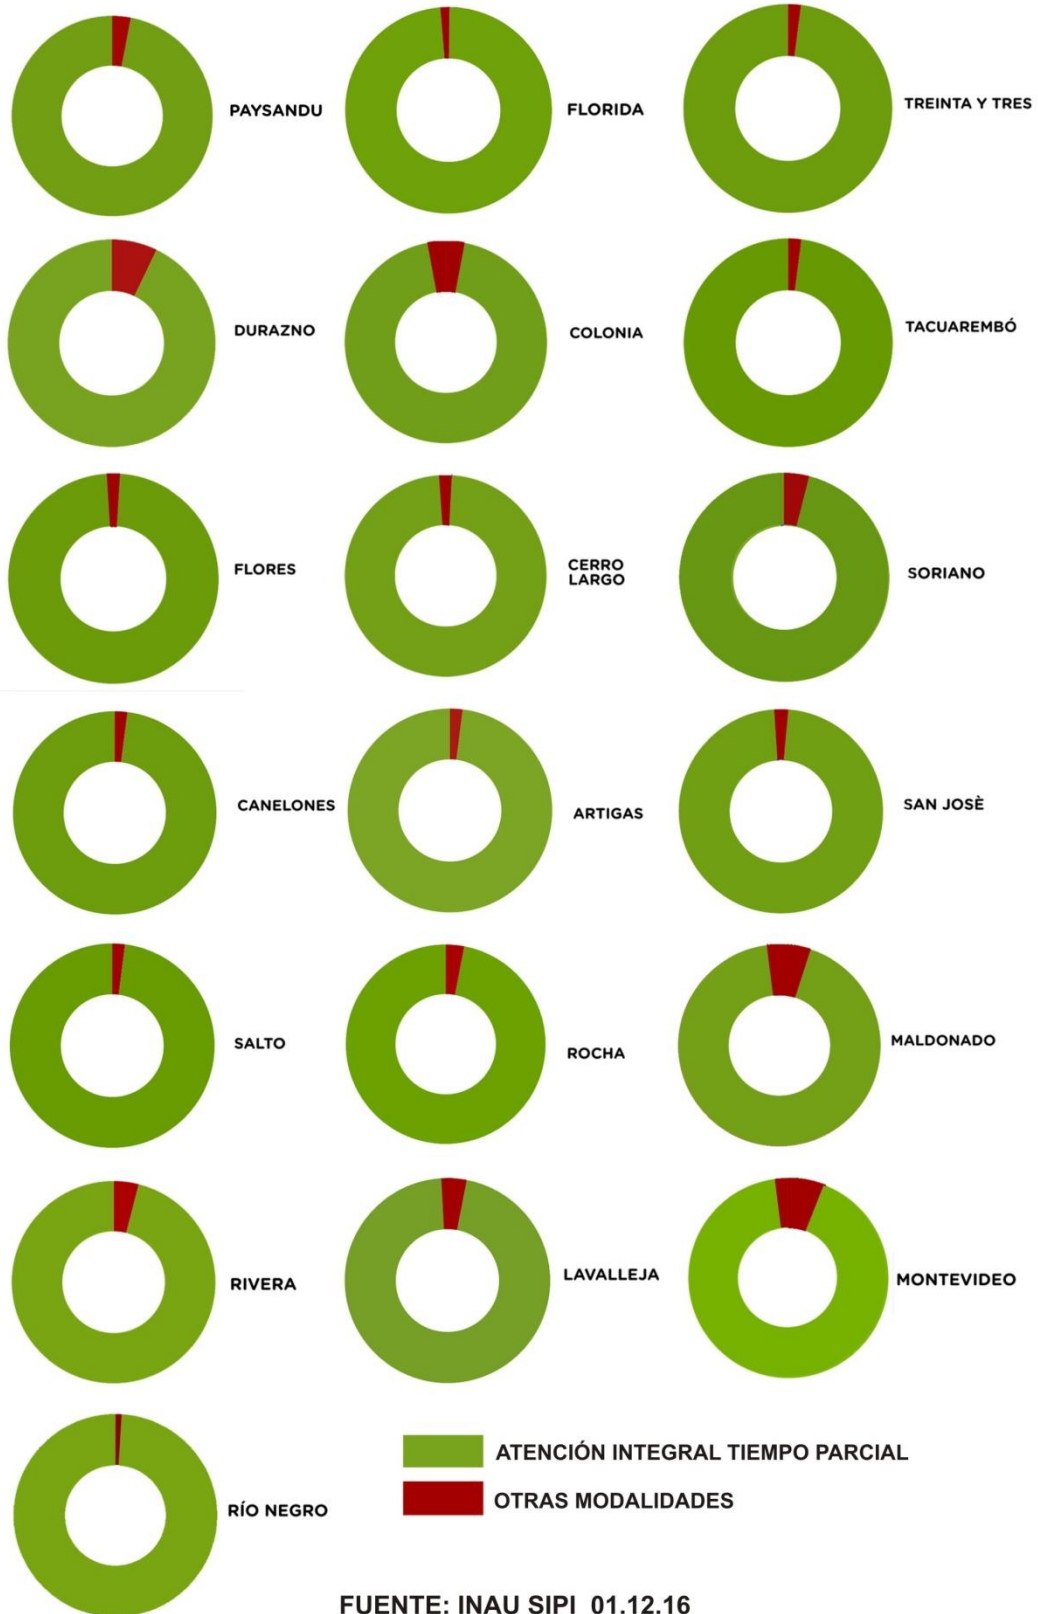 PAYSANDU
FLORIDA
TREINTA Y TRES
DURAZNO
COLONIA
TACUAREMBÓ
FLORES
CERRO
LARGO
SORIANO
CANELONES
ARTIGAS
SAN JOSÈ
SALTO
ROCHA
MALDONADO
RIVERA
LAVALLEJA
MONTEVIDEO
RÍO NEGRO
ATENCIÓN INTEGRAL TIEMPO PARCIAL
OTRAS MODALIDADES
FUENTE: INAU SIPI 01.12.16